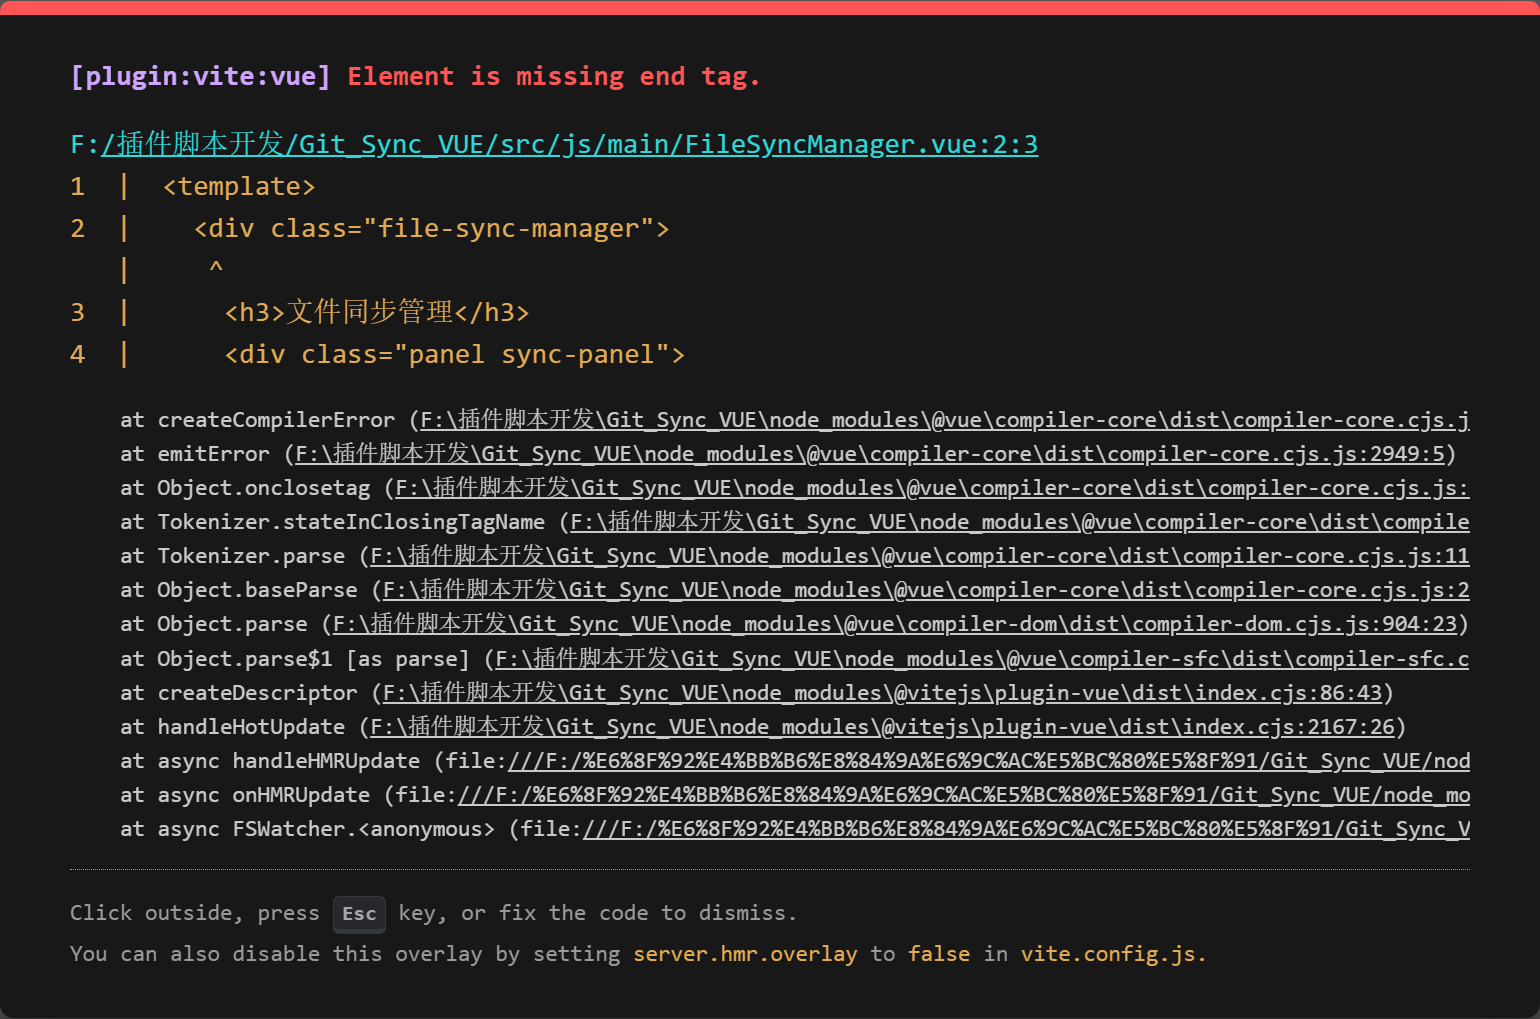 [plugin:vite:vue] Element is missing end tag.
F:/插件脚本开发/Git_Sync_VUE/src/js/main/FileSyncManager.vue:2:3
1  |  <template>
2  |    <div class="file-sync-manager">
   |     ^
3  |      <h3>文件同步管理</h3>
4  |      <div class="panel sync-panel">
at createCompilerError (F:\插件脚本开发\Git_Sync_VUE\node_modules\@vue\compiler-core\dist\compiler-core.cjs.j
at emitError (F:\插件脚本开发\Git_Sync_VUE\node_modules\@vue\compiler-core\dist\compiler-core.cjs.js:2949:5)
at Object.onclosetag (F:\插件脚本开发\Git_Sync_VUE\node_modules\@vue\compiler-core\dist\compiler-core.cjs.js:
at Tokenizer.stateInClosingTagName (F:\插件脚本开发\Git_Sync_VUE\node_modules\@vue\compiler-core\dist\compile
at Tokenizer.parse (F:\插件脚本开发\Git_Sync_VUE\node_modules\@vue\compiler-core\dist\compiler-core.cjs.js:11
at Object.baseParse (F:\插件脚本开发\Git_Sync_VUE\node_modules\@vue\compiler-core\dist\compiler-core.cjs.js:2
at Object.parse (F:\插件脚本开发\Git_Sync_VUE\node_modules\@vue\compiler-dom\dist\compiler-dom.cjs.js:904:23)
at Object.parse$1 [as parse] (F:\插件脚本开发\Git_Sync_VUE\node_modules\@vue\compiler-sfc\dist\compiler-sfc.c
at createDescriptor (F:\插件脚本开发\Git_Sync_VUE\node_modules\@vitejs\plugin-vue\dist\index.cjs:86:43)
at handleHotUpdate (F:\插件脚本开发\Git_Sync_VUE\node_modules\@vitejs\plugin-vue\dist\index.cjs:2167:26)
at async handleHMRUpdate (file:///F:/%E6%8F%92%E4%BB%B6%E8%84%9A%E6%9C%AC%E5%BC%80%E5%8F%91/Git_Sync_VUE/nod
at async onHMRUpdate (file:///F:/%E6%8F%92%E4%BB%B6%E8%84%9A%E6%9C%AC%E5%BC%80%E5%8F%91/Git_Sync_VUE/node_mo
at async FSWatcher.<anonymous> (file:///F:/%E6%8F%92%E4%BB%B6%E8%84%9A%E6%9C%AC%E5%BC%80%E5%8F%91/Git_Sync_V
Click outside, press Esc key, or fix the code to dismiss.
You can also disable this overlay by setting server.hmr.overlay to false in vite.config.js.